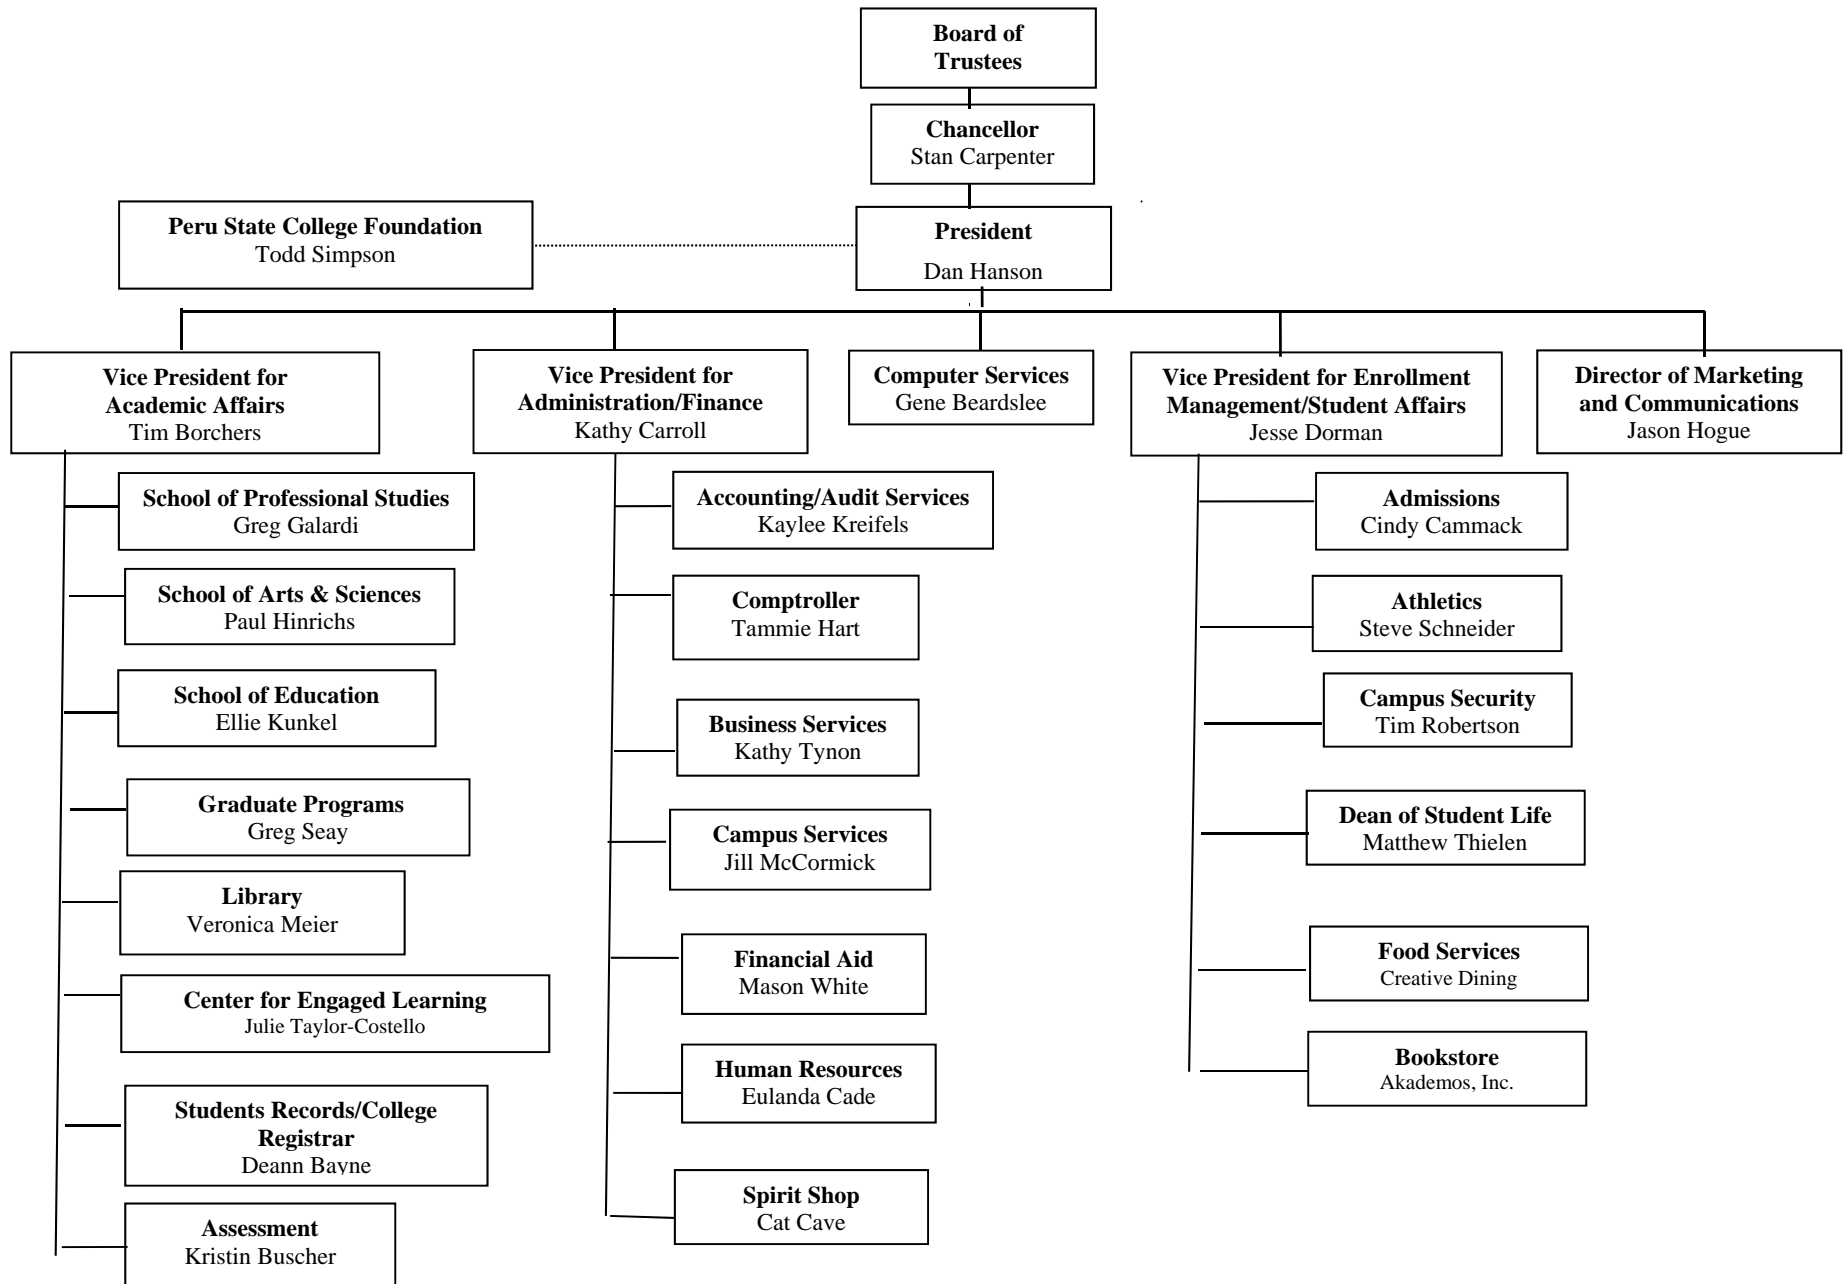 Board of
Trustees
Chancellor
Stan Carpenter
Peru State College Foundation
Todd Simpson
President
Dan Hanson
Vice President for
Academic Affairs
Tim Borchers
Vice President for
Administration/Finance
Kathy Carroll
Computer Services
Gene Beardslee
Vice President for Enrollment
Management/Student Affairs
Jesse Dorman
Director of Marketing
and Communications
Jason Hogue
School of Professional Studies
Greg Galardi
School of Arts & Sciences
Paul Hinrichs
School of Education
Ellie Kunkel
Graduate Programs
Greg Seay
Library
Veronica Meier
Center for Engaged Learning
Julie Taylor-Costello
Students Records/College
Registrar
Deann Bayne
Assessment
Kristin Buscher
Accounting/Audit Services
Kaylee Kreifels
Comptroller
Tammie Hart
Business Services
Kathy Tynon
Campus Services
Jill McCormick
Financial Aid
Mason White
Human Resources
Eulanda Cade
Spirit Shop
Cat Cave
Admissions
Cindy Cammack
Athletics
Steve Schneider
Campus Security
Tim Robertson
Dean of Student Life
Matthew Thielen
Food Services
Creative Dining
Bookstore
Akademos, Inc.